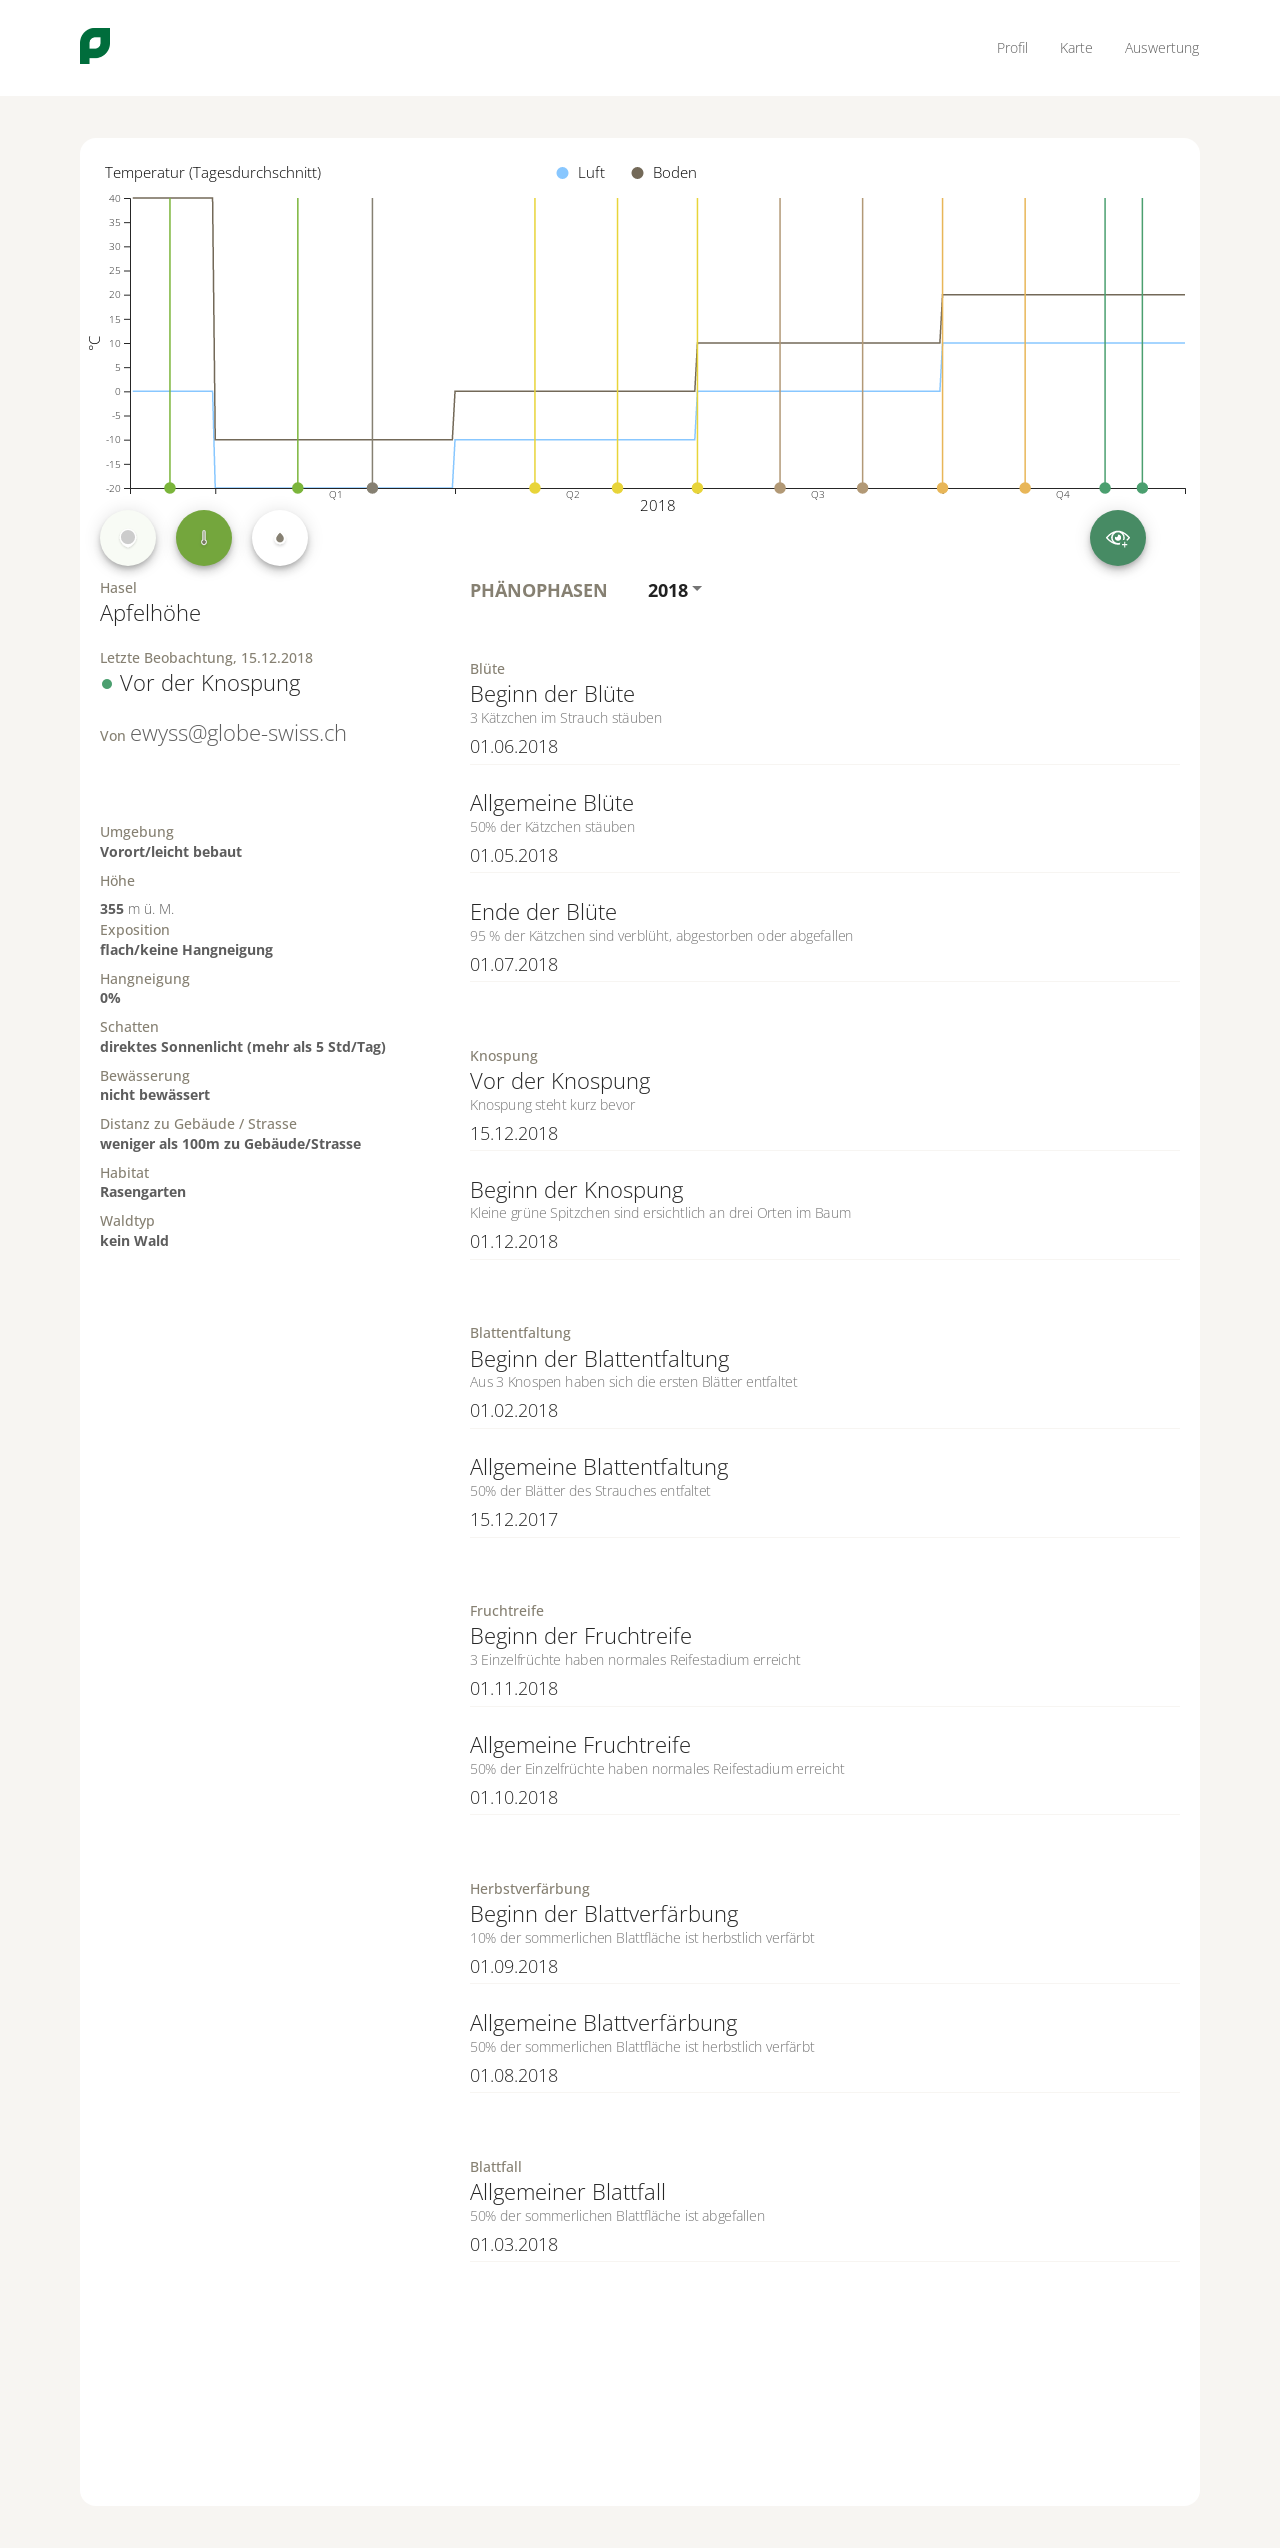 Profil Karte Auswertung
Temperatur (Tagesdurchschnitt) Luft Boden
40
35
30
25
20
15
10
5
0
-5
-10
-15
-20
°C
Q1 Q2 Q3 Q4
2018
Hasel
Apfelhöhe
Letzte Beobachtung, 15.12.2018
Vor der Knospung
Von ewyss@globe-swiss.ch
Umgebung
Vorort/leicht bebaut
Höhe
355 m ü. M.
Exposition
flach/keine Hangneigung
Hangneigung
0%
Schatten
direktes Sonnenlicht (mehr als 5 Std/Tag)
Bewässerung
nicht bewässert
Distanz zu Gebäude / Strasse
weniger als 100m zu Gebäude/Strasse
Habitat
Rasengarten
Waldtyp
kein Wald
PHÄNOPHASEN 2018
Blüte
Beginn der Blüte
3 Kätzchen im Strauch stäuben
01.06.2018
Allgemeine Blüte
50% der Kätzchen stäuben
01.05.2018
Ende der Blüte
95 % der Kätzchen sind verblüht, abgestorben oder abgefallen
01.07.2018
Knospung
Vor der Knospung
Knospung steht kurz bevor
15.12.2018
Beginn der Knospung
Kleine grüne Spitzchen sind ersichtlich an drei Orten im Baum
01.12.2018
Blattentfaltung
Beginn der Blattentfaltung
Aus 3 Knospen haben sich die ersten Blätter entfaltet
01.02.2018
Allgemeine Blattentfaltung
50% der Blätter des Strauches entfaltet
15.12.2017
Fruchtreife
Beginn der Fruchtreife
3 Einzelfrüchte haben normales Reifestadium erreicht
01.11.2018
Allgemeine Fruchtreife
50% der Einzelfrüchte haben normales Reifestadium erreicht
01.10.2018
Herbstverfärbung
Beginn der Blattverfärbung
10% der sommerlichen Blattfläche ist herbstlich verfärbt
01.09.2018
Allgemeine Blattverfärbung
50% der sommerlichen Blattfläche ist herbstlich verfärbt
01.08.2018
Blattfall
Allgemeiner Blattfall
50% der sommerlichen Blattfläche ist abgefallen
01.03.2018